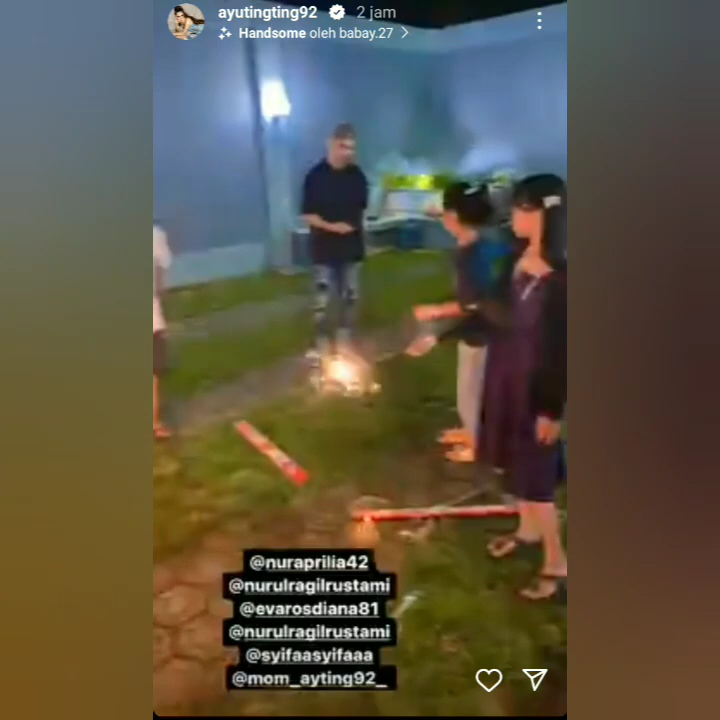 ayutingting92 2 jam
Handsome oleh babay.27
@nuraprilia42
@nurulragilrustami
@evarosdiana81
@nurulragilrustami
@syifaasyifaaa
@mom_ayting92_